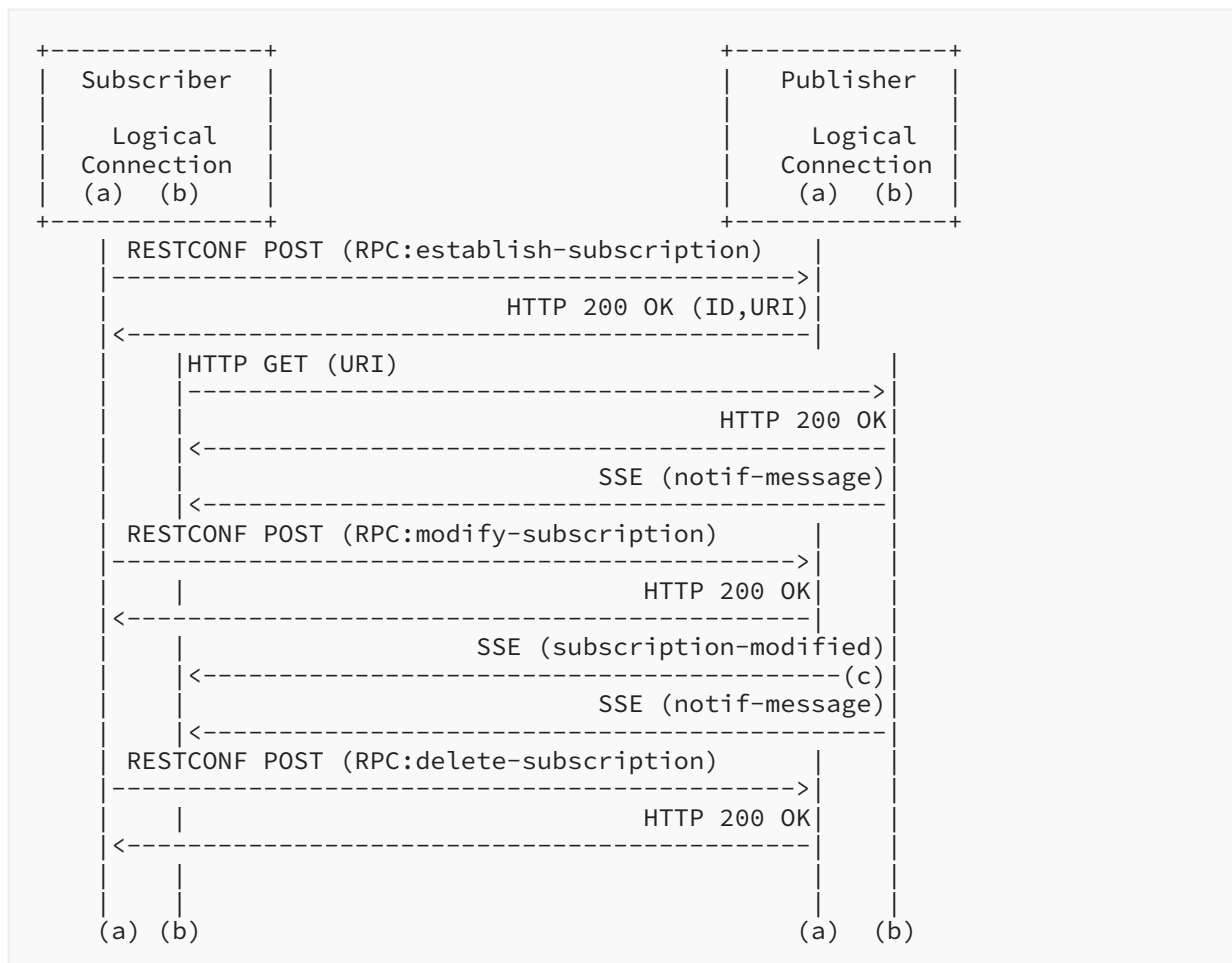 Subscriber Publisher
Logical Logical
Connection Connection
(a) (b) (a) (b)
RESTCONF POST (RPC:establish-subscription)
HTTP 200 OK (ID,URI)
HTTP GET (URI)
HTTP 200 OK
SSE (notif-message)
RESTCONF POST (RPC:modify-subscription)
HTTP 200 OK
SSE (subscription-modified)
(c)
SSE (notif-message)
RESTCONF POST (RPC:delete-subscription)
HTTP 200 OK
(a) (b) (a) (b)